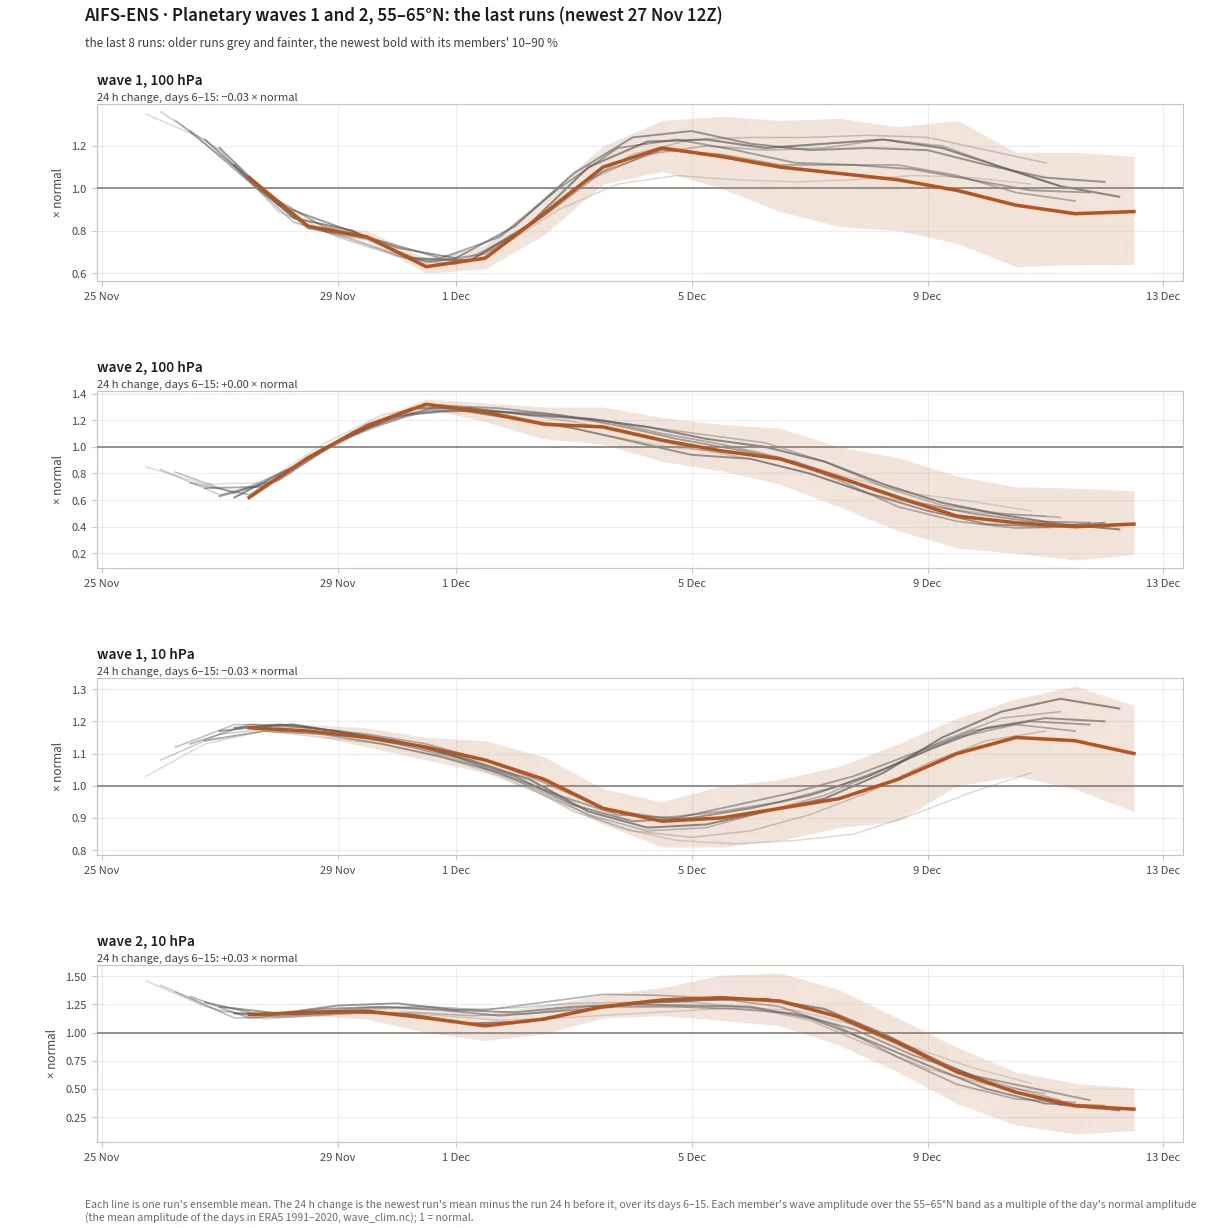 AIFS-ENS · Planetary waves 1 and 2, 55–65°N: the last runs (newest 27 Nov 12Z)
the last 8 runs: older runs grey and fainter, the newest bold with its members' 10–90 %
wave 1, 100 hPa
24 h change, days 6–15: −0.03 × normal
× normal
1.2
1.0
0.8
0.6
25 Nov
29 Nov
1 Dec
5 Dec
9 Dec
13 Dec
wave 2, 100 hPa
24 h change, days 6–15: +0.00 × normal
× normal
1.4
1.2
1.0
0.8
0.6
0.4
0.2
25 Nov
29 Nov
1 Dec
5 Dec
9 Dec
13 Dec
wave 1, 10 hPa
24 h change, days 6–15: −0.03 × normal
× normal
1.3
1.2
1.1
1.0
0.9
0.8
25 Nov
29 Nov
1 Dec
5 Dec
9 Dec
13 Dec
wave 2, 10 hPa
24 h change, days 6–15: +0.03 × normal
× normal
1.50
1.25
1.00
0.75
0.50
0.25
25 Nov
29 Nov
1 Dec
5 Dec
9 Dec
13 Dec
Each line is one run's ensemble mean. The 24 h change is the newest run's mean minus the run 24 h before it, over its days 6–15. Each member's wave amplitude over the 55–65°N band as a multiple of the day's normal amplitude
(the mean amplitude of the days in ERA5 1991–2020, wave_clim.nc); 1 = normal.